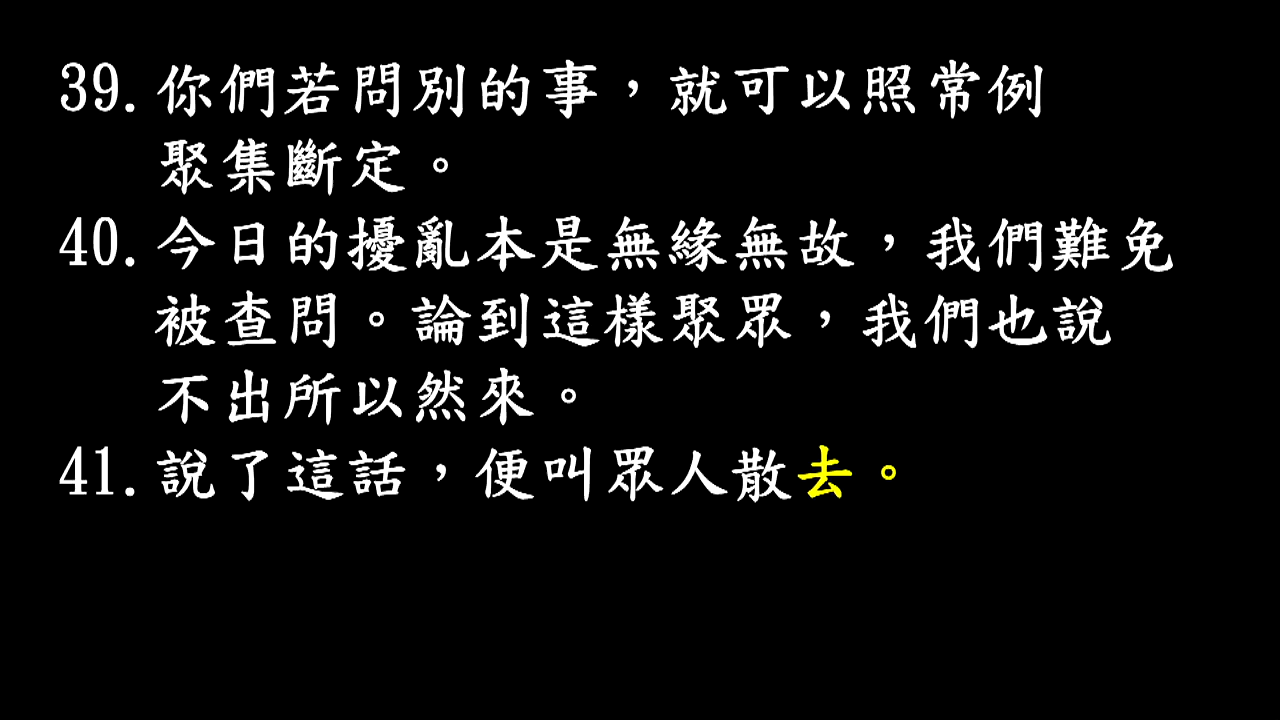 39.你們若問別的事，就可以照常例
聚集斷定。
40.今日的擾亂本是無緣無故，我們難免
被查問。論到這樣聚眾，我們也說
不出所以然來。
41.說了這話，便叫眾人散去。